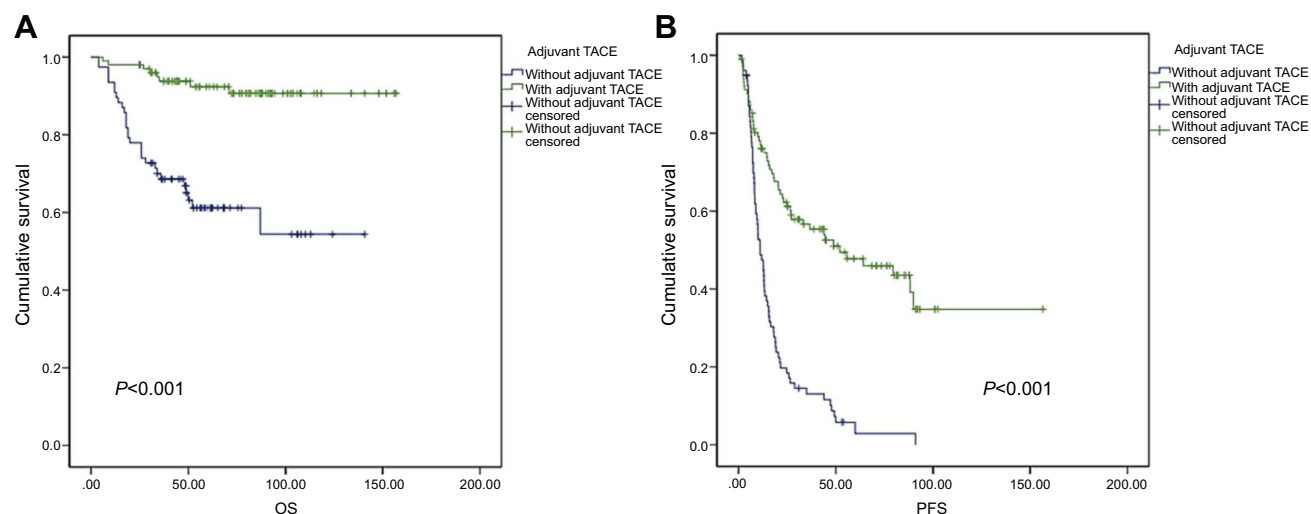 A
Cumulative survival
1.0
0.8
0.6
0.4
0.2
0.0
P<0.001
.00
50.00
100.00
150.00
200.00
OS
Adjuvant TACE
Without adjuvant TACE
With adjuvant TACE
Without adjuvant TACE
censored
Without adjuvant TACE
censored
B
Cumulative survival
1.0
0.8
0.6
0.4
0.2
0.0
P<0.001
.00
50.00
100.00
150.00
200.00
PFS
Adjuvant TACE
Without adjuvant TACE
With adjuvant TACE
Without adjuvant TACE
censored
Without adjuvant TACE
censored